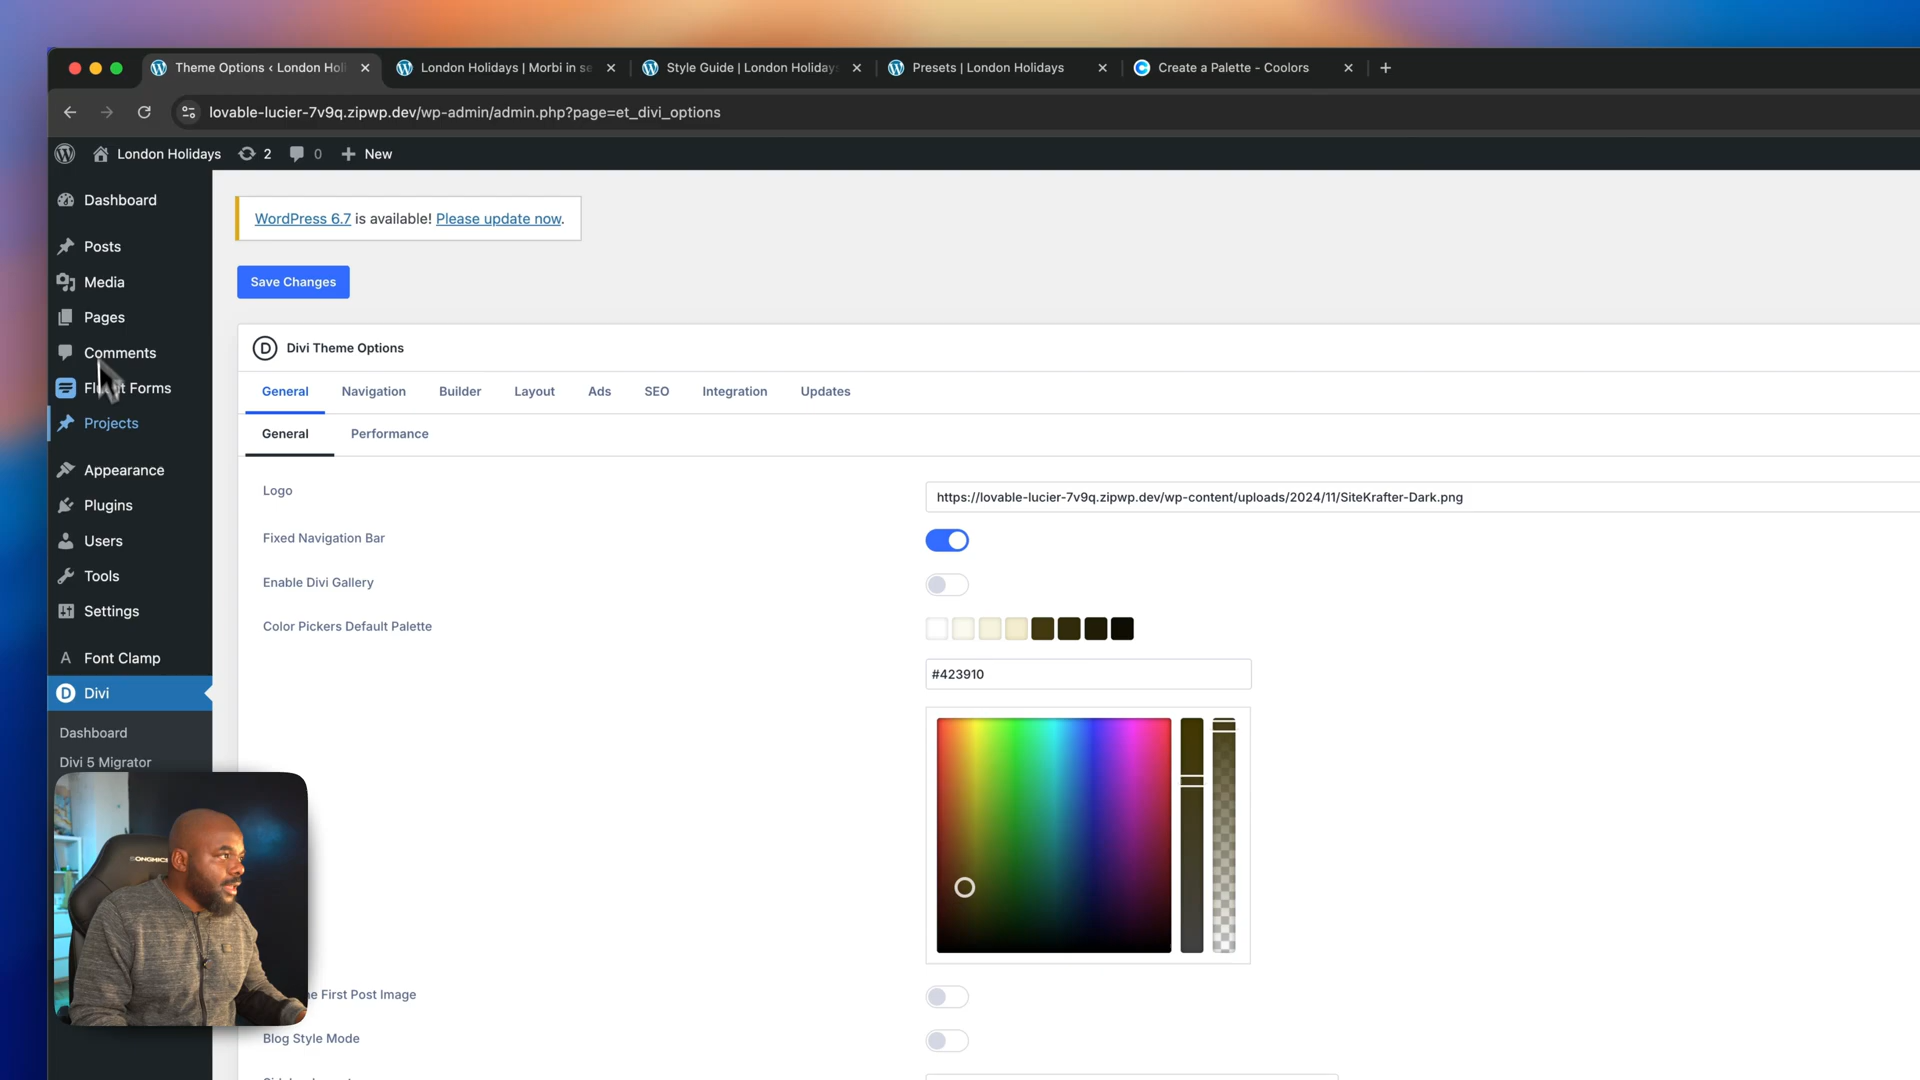 Theme Options ‹ London Holi
London Holidays | Morbi in se
Style Guide | London Holidays
Presets | London Holidays
Create a Palette - Coolors
lovable-lucier-7v9q.zipwp.dev/wp-admin/admin.php?page=et_divi_options
London Holidays
2
0
New
Dashboard
Posts
Media
Pages
Comments
Forms
Projects
Appearance
Plugins
Users
Tools
Settings
Font Clamp
Divi
Dashboard
Divi 5 Migrator
WordPress 6.7 is available! Please update now.
Save Changes
Divi Theme Options
General
Navigation
Builder
Layout
Ads
SEO
Integration
Updates
General
Performance
Logo
https://lovable-lucier-7v9q.zipwp.dev/wp-content/uploads/2024/11/SiteKrafter-Dark.png
Fixed Navigation Bar
Enable Divi Gallery
Color Pickers Default Palette
#423910
First Post Image
Blog Style Mode